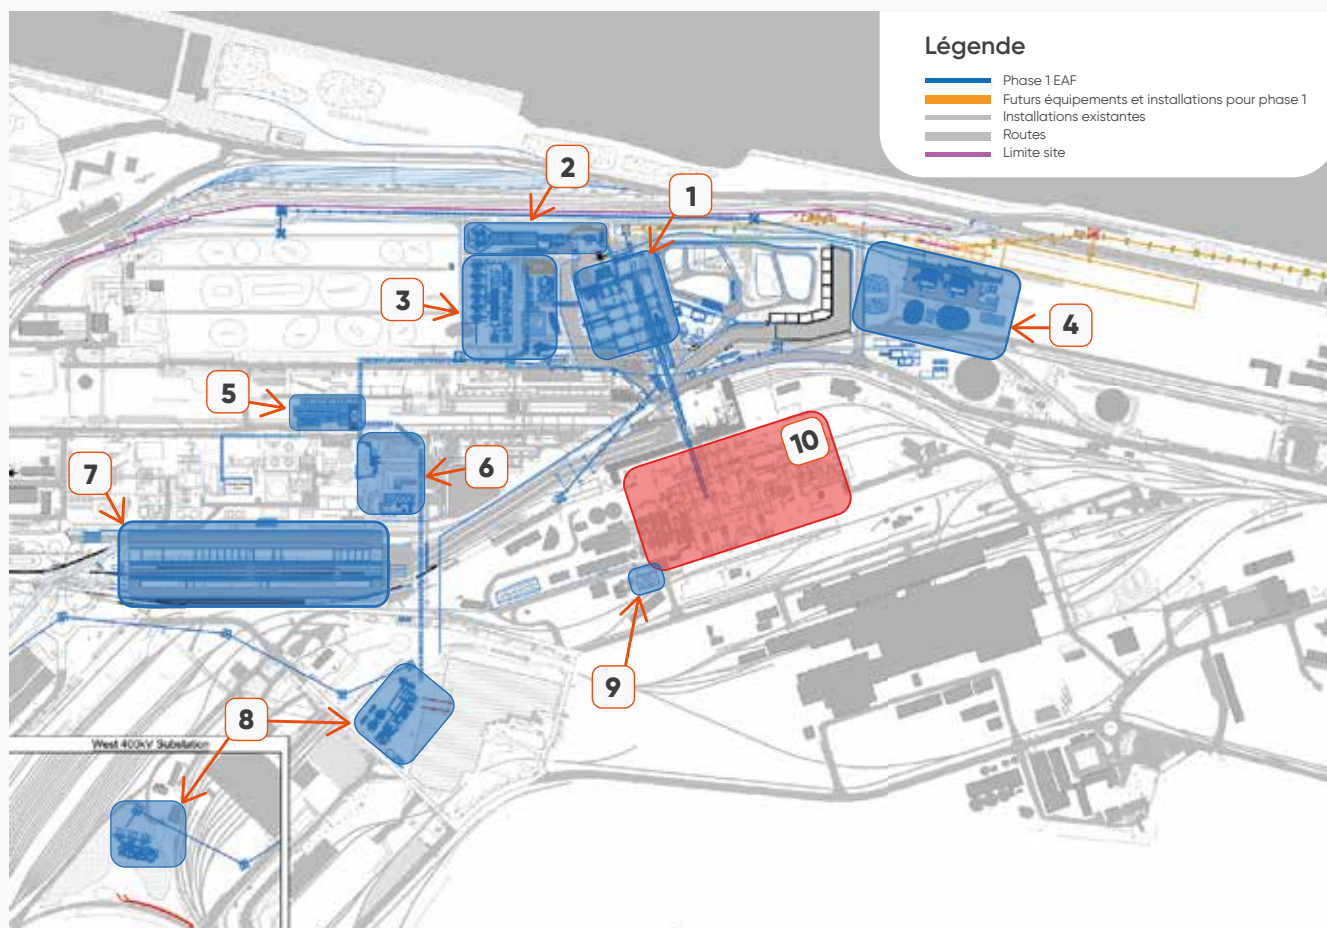 Légende
Phase 1 EAF
Futurs équipements et installations pour phase 1
Installations existantes
Routes
Limite site
2
1
3
4
5
10
6
7
9
8
West 400kV Substation